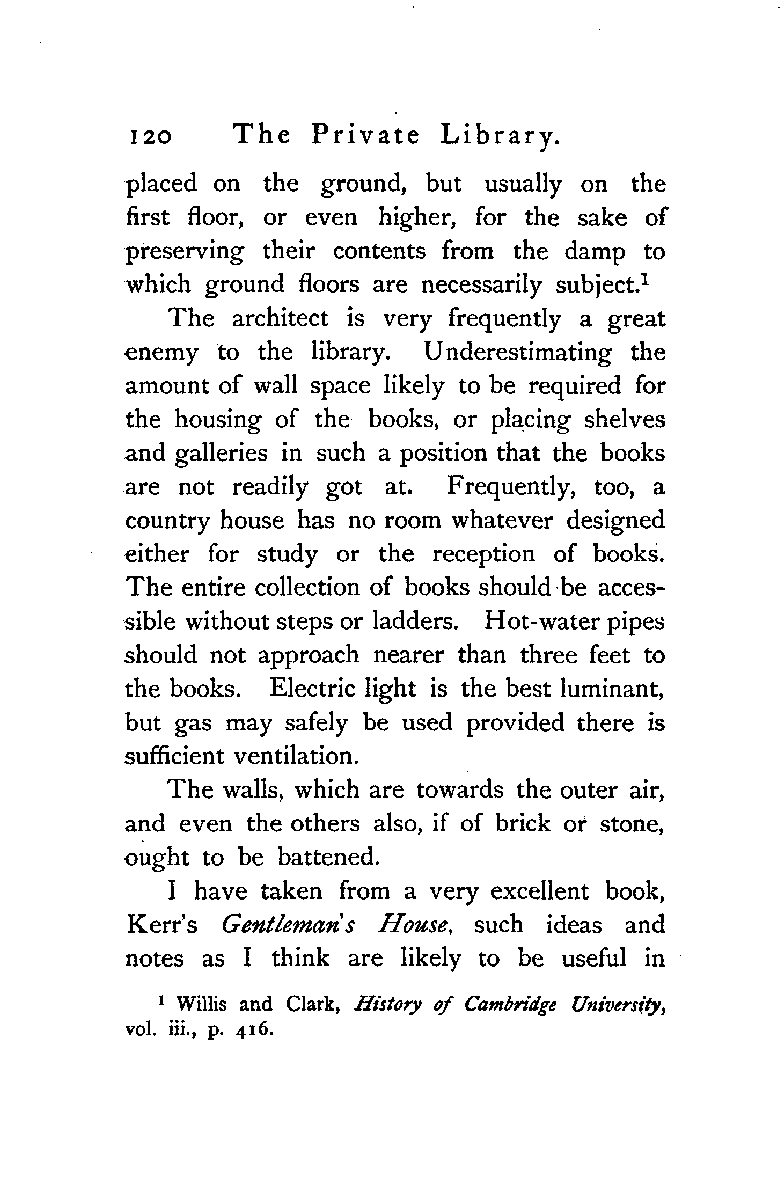 120 The Private Library.
placed on the ground, but usually on the
first floor, or even higher, for the sake of
preserving their contents from the damp to
which ground floors are necessarily subject.¹
The architect is very frequently a great
enemy to the library. Underestimating the
amount of wall space likely to be required for
the housing of the books, or placing shelves
and galleries in such a position that the books
are not readily got at. Frequently, too, a
country house has no room whatever designed
either for study or the reception of books.
The entire collection of books should be acces-
sible without steps or ladders. Hot-water pipes
should not approach nearer than three feet to
the books. Electric light is the best luminant,
but gas may safely be used provided there is
sufficient ventilation.
The walls, which are towards the outer air,
and even the others also, if of brick or stone,
ought to be battened.
I have taken from a very excellent book,
Kerr's Gentleman's House, such ideas and
notes as I think are likely to be useful in
¹ Willis and Clark, History of Cambridge University,
vol. iii., p. 416.